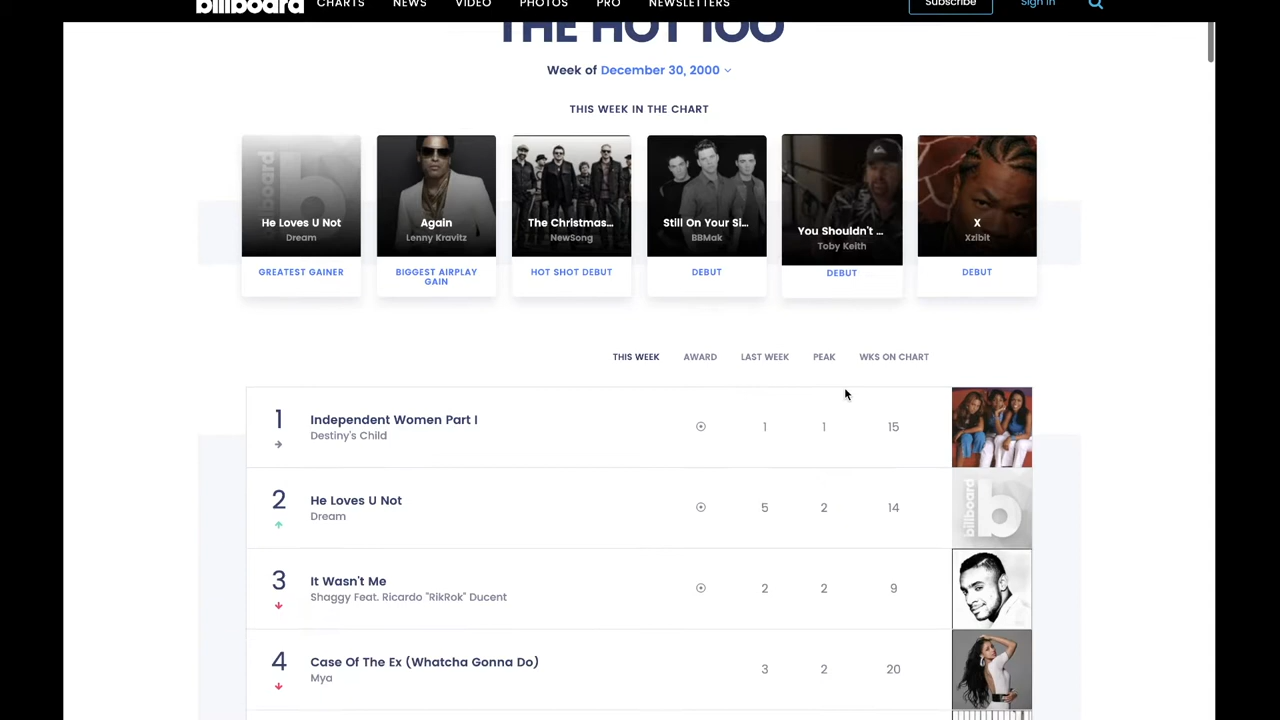 billboard CHARTS NEWS VIDEO PHOTOS PRO NEWSLETTERS Subscribe Sign In
THE HOT 100
Week of December 30, 2000
THIS WEEK IN THE CHART
He Loves U Not
Dream
GREATEST GAINER
Again
Lenny Kravitz
BIGGEST AIRPLAY
GAIN
The Christmas...
NewSong
HOT SHOT DEBUT
Still On Your Si...
BBMak
DEBUT
You Shouldn't ...
Toby Keith
DEBUT
X
Xzibit
DEBUT
THIS WEEK AWARD LAST WEEK PEAK WKS ON CHART
1 Independent Women Part I 1 1 15
Destiny's Child
2 He Loves U Not 5 2 14
Dream
billboard b
3 It Wasn't Me 2 2 9
Shaggy Feat. Ricardo "RikRok" Ducent
4 Case Of The Ex (Whatcha Gonna Do) 3 2 20
Mya